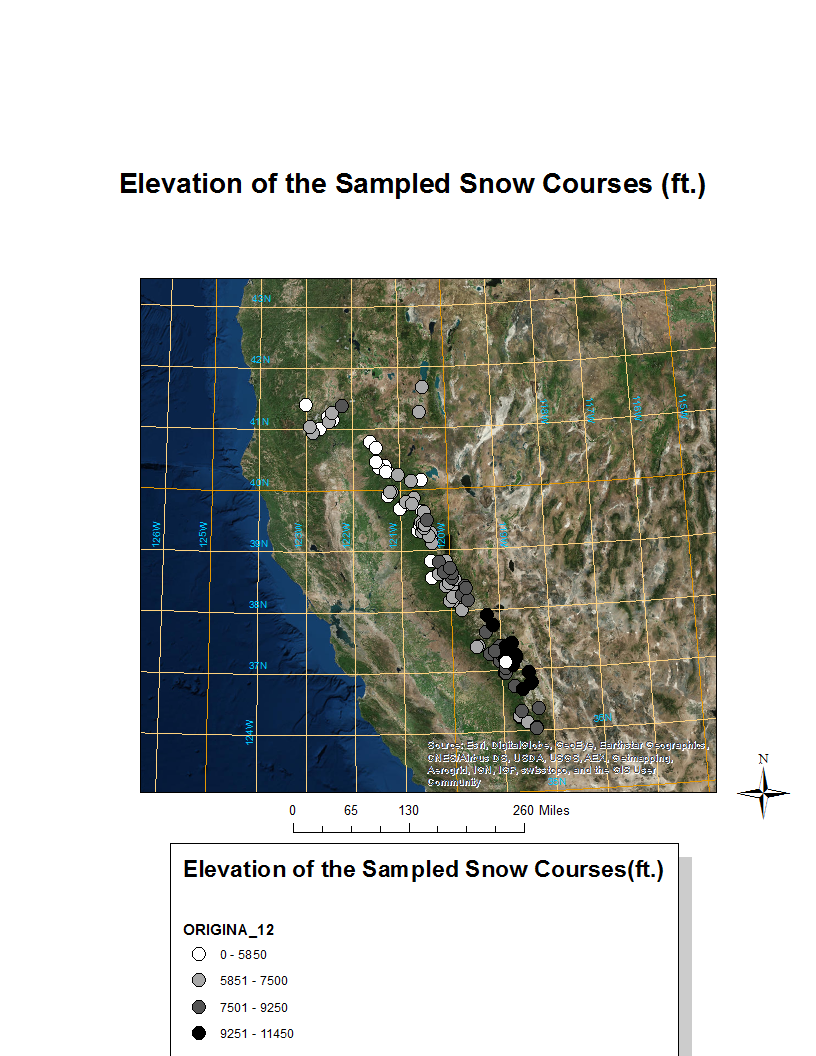 Elevation of the Sampled Snow Courses (ft.)
43N
42N
41N
40N
39N
38N
37N
126W
125W
124W
122W
121W
120W
115W
36N
Source: Esri, DigitalGlobe, GeoEye, Earthstar Geographics,
CNES/Airbus DS, USDA, USGS, AEX, Getmapping,
Aerogrid, IGN, IGP, swisstopo, and the GIS User
Community
N
0 65 130 260 Miles
Elevation of the Sampled Snow Courses(ft.)
ORIGINA_12
0 - 5850
5851 - 7500
7501 - 9250
9251 - 11450